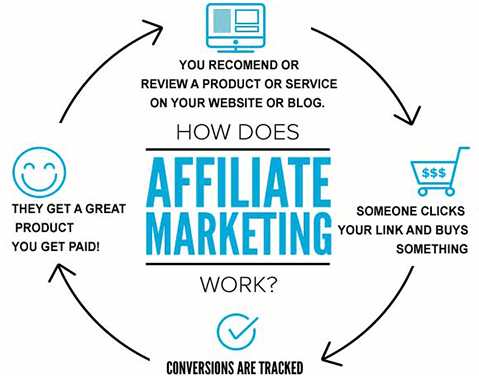 YOU RECOMEND OR
REVIEW A PRODUCT OR SERVICE
ON YOUR WEBSITE OR BLOG.
HOW DOES
AFFILIATE
MARKETING
WORK?
$$$
SOMEONE CLICKS
YOUR LINK AND BUYS
SOMETHING
CONVERSIONS ARE TRACKED
THEY GET A GREAT
PRODUCT
YOU GET PAID!